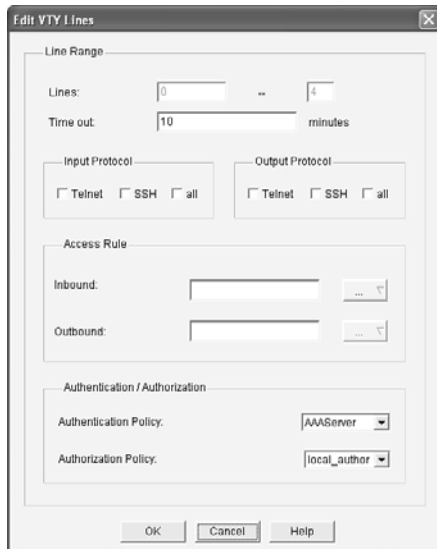 Edit VTY Lines
Line Range
Lines: 0 -- 4
Time out: 10 minutes
Input Protocol Output Protocol
Telnet SSH all Telnet SSH all
Access Rule
Inbound: ...
Outbound: ...
Authentication / Authorization
Authentication Policy: AAAServer
Authorization Policy: local_author
OK Cancel Help